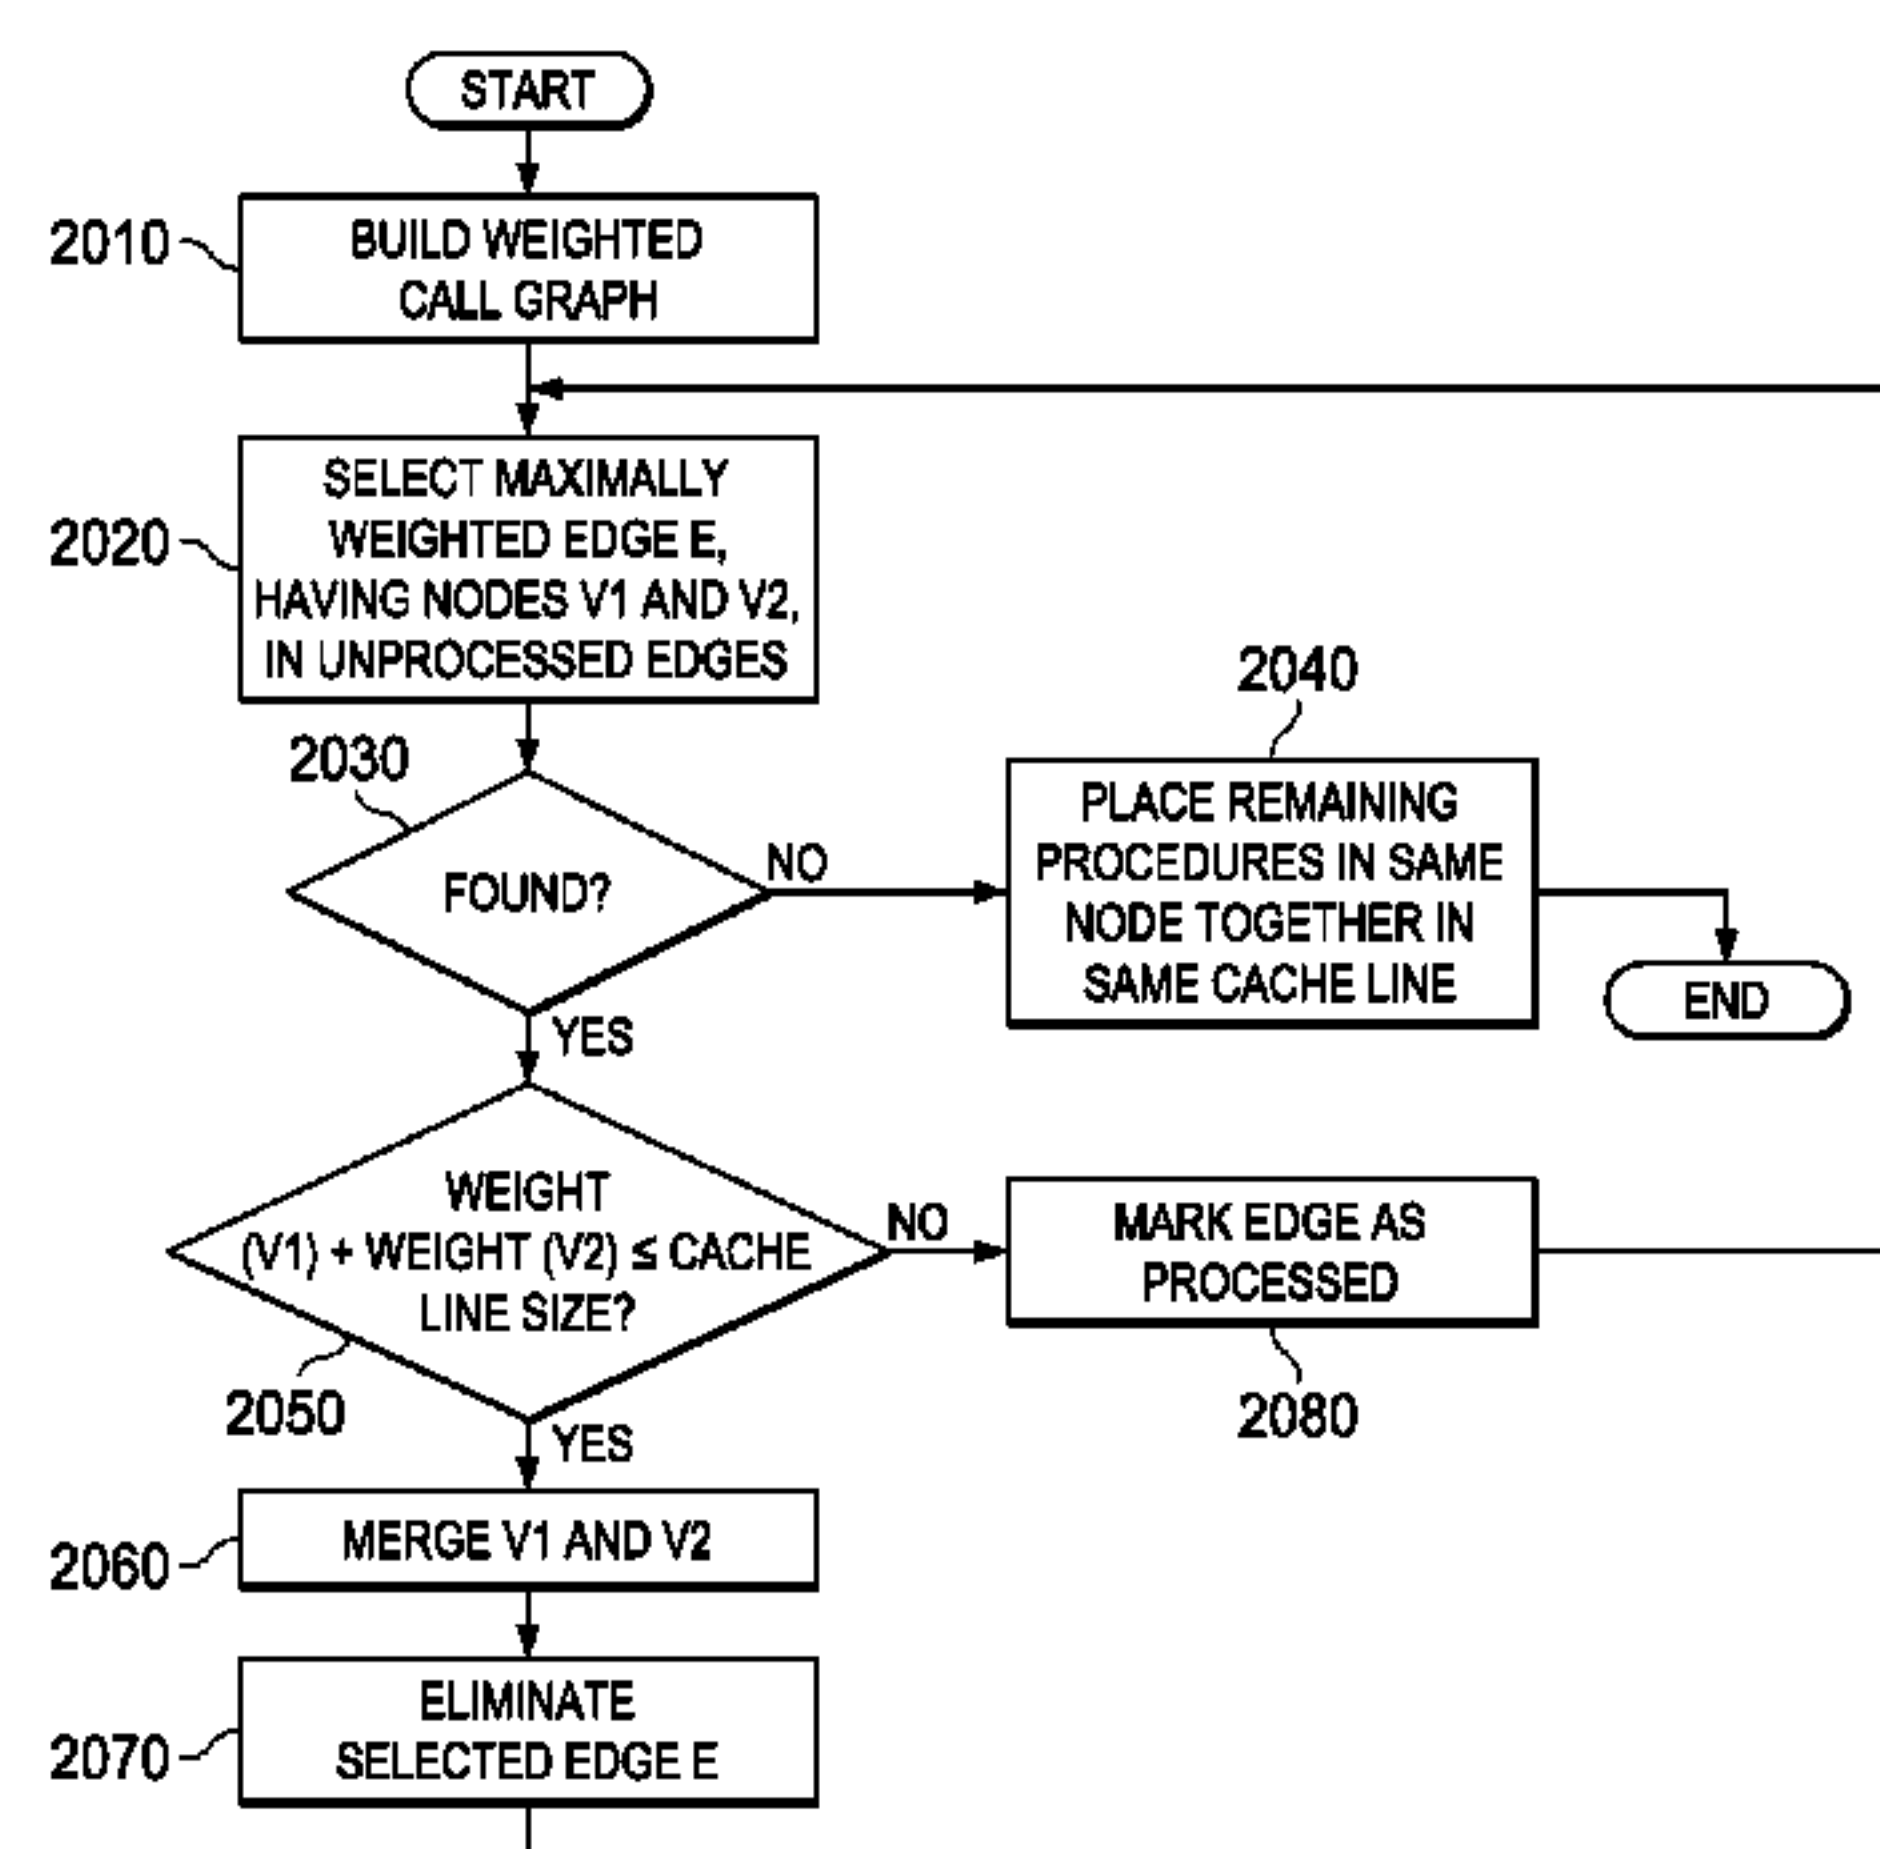 START
2010
BUILD WEIGHTED
CALL GRAPH
2020
SELECT MAXIMALLY
WEIGHTED EDGE E,
HAVING NODES V1 AND V2,
IN UNPROCESSED EDGES
2030
FOUND?
NO
YES
2040
PLACE REMAINING
PROCEDURES IN SAME
NODE TOGETHER IN
SAME CACHE LINE
END
WEIGHT
(V1) + WEIGHT (V2) ≤ CACHE
LINE SIZE?
2050
NO
YES
MARK EDGE AS
PROCESSED
2080
2060
MERGE V1 AND V2
2070
ELIMINATE
SELECTED EDGE E